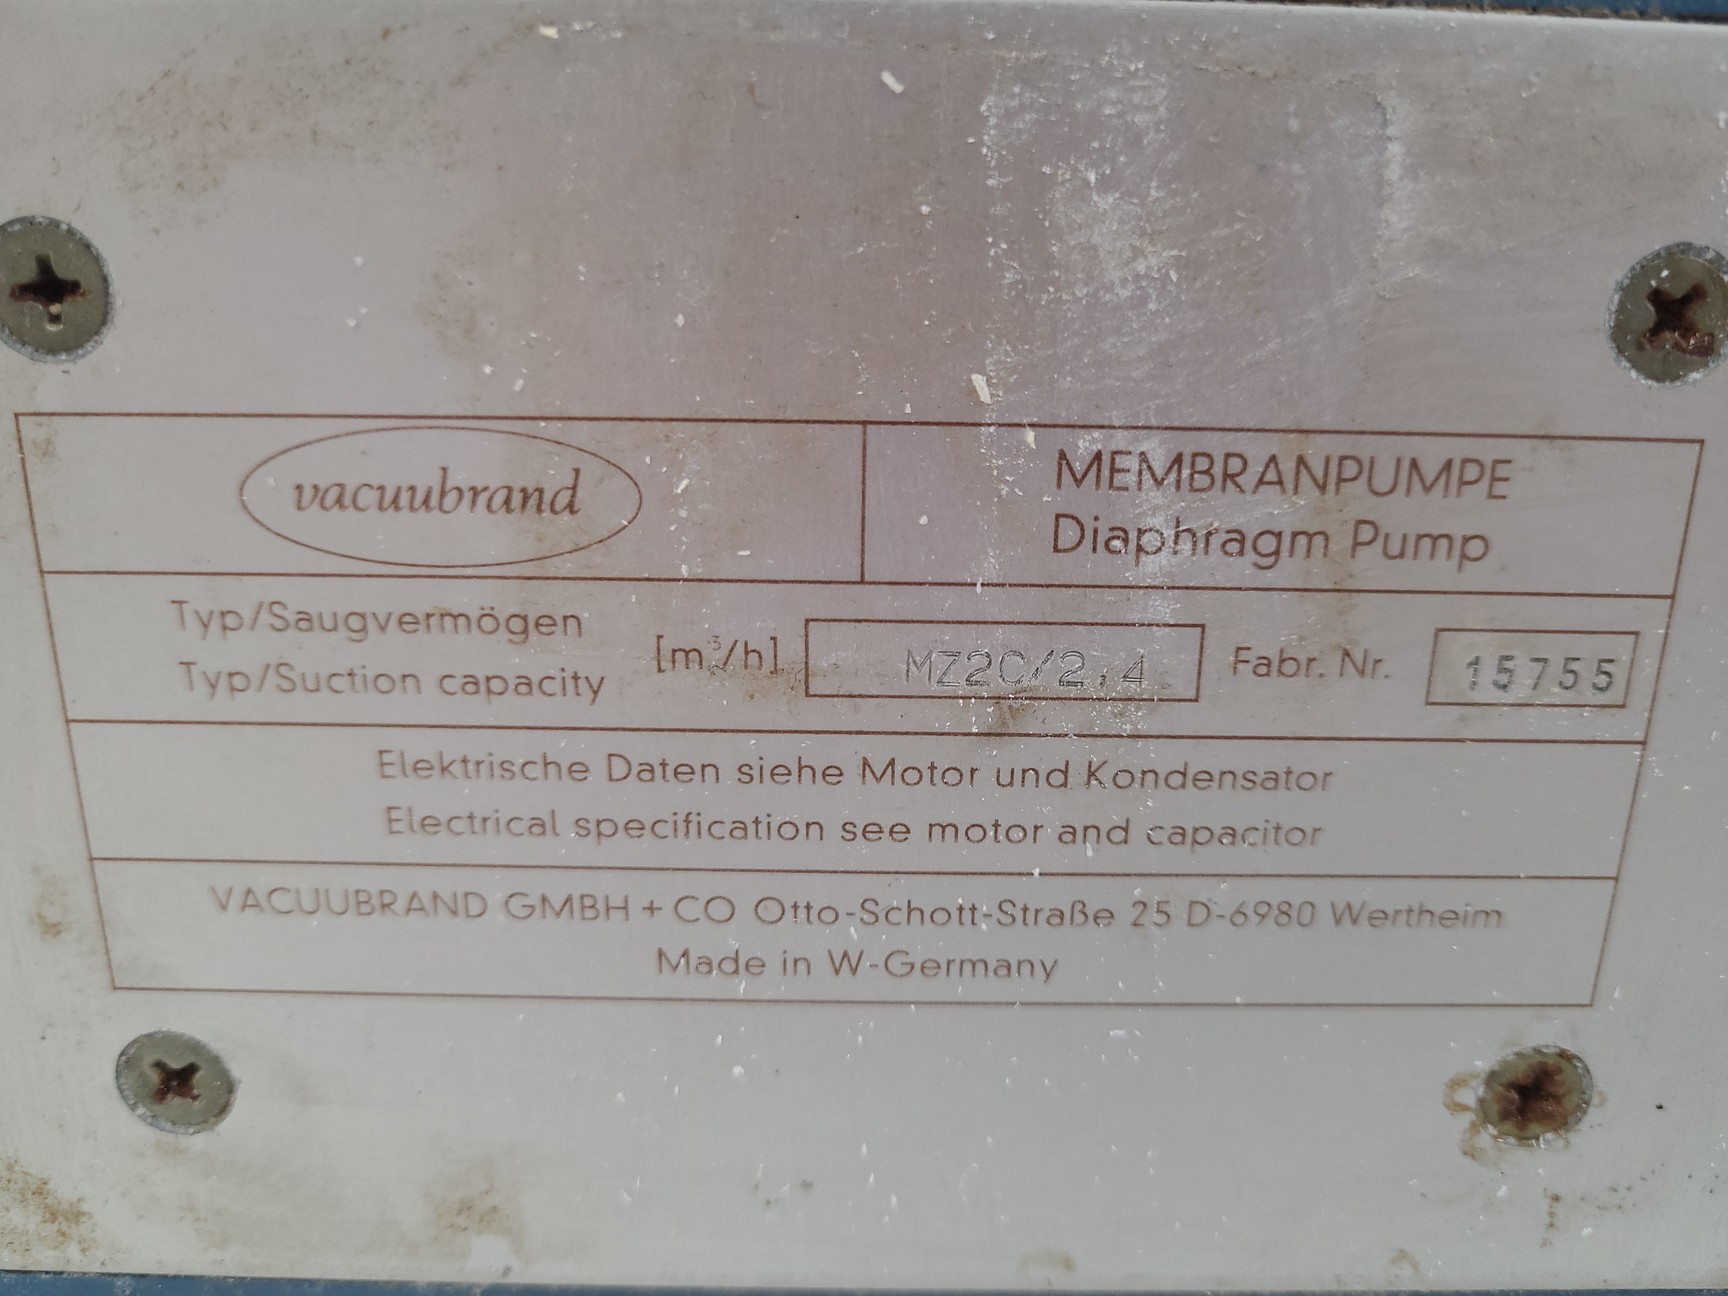 vacuubrand
MEMBRANPUMPE
Diaphragm Pump
Typ/Saugvermögen
Typ/Suction capacity
[m³/h]
MZ2C/2,4
Fabr. Nr.
15755
Elektrische Daten siehe Motor und Kondensator
Electrical specification see motor and capacitor
VACUUBRAND GMBH + CO Otto-Schott-Straße 25 D-6980 Wertheim
Made in W-Germany